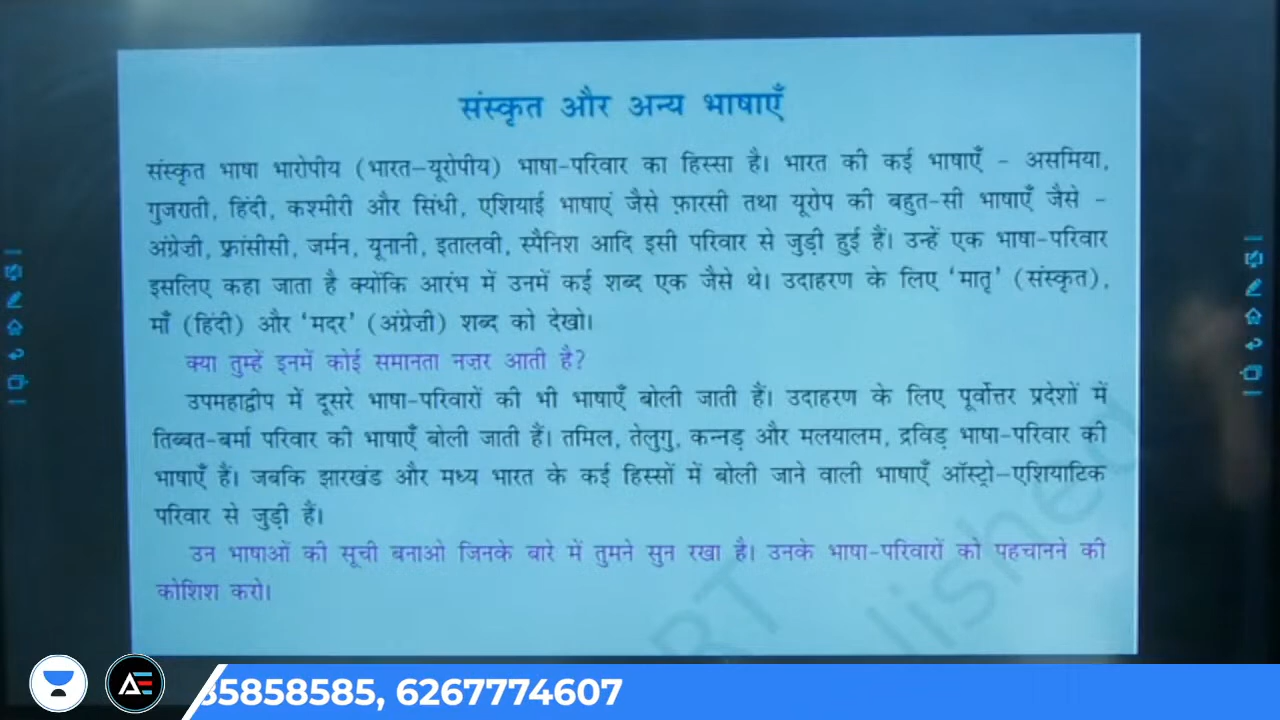 संस्कृत और अन्य भाषाएँ
संस्कृत भाषा भारोपीय (भारत-यूरोपीय) भाषा-परिवार का हिस्सा है। भारत की कई भाषाएँ - असमिया,
गुजराती, हिंदी, कश्मीरी और सिंधी, एशियाई भाषाएं जैसे फ़ारसी तथा यूरोप की बहुत-सी भाषाएँ जैसे -
अंग्रेज़ी, फ़्रांसीसी, जर्मन, यूनानी, इतालवी, स्पैनिश आदि इसी परिवार से जुड़ी हुई हैं। उन्हें एक भाषा-परिवार
इसलिए कहा जाता है क्योंकि आरंभ में उनमें कई शब्द एक जैसे थे। उदाहरण के लिए 'मातृ' (संस्कृत),
माँ (हिंदी) और 'मदर' (अंग्रेज़ी) शब्द को देखो।
क्या तुम्हें इनमें कोई समानता नज़र आती है?
उपमहाद्वीप में दूसरे भाषा-परिवारों की भी भाषाएँ बोली जाती हैं। उदाहरण के लिए पूर्वोत्तर प्रदेशों में
तिब्बत-बर्मा परिवार की भाषाएँ बोली जाती हैं। तमिल, तेलुगु, कन्नड़ और मलयालम, द्रविड़ भाषा-परिवार की
भाषाएँ हैं। जबकि झारखंड और मध्य भारत के कई हिस्सों में बोली जाने वाली भाषाएँ ऑस्ट्रो-एशियाटिक
परिवार से जुड़ी हैं।
उन भाषाओं की सूची बनाओ जिनके बारे में तुमने सुन रखा है। उनके भाषा-परिवारों को पहचानने की
कोशिश करो।
35858585, 6267774607